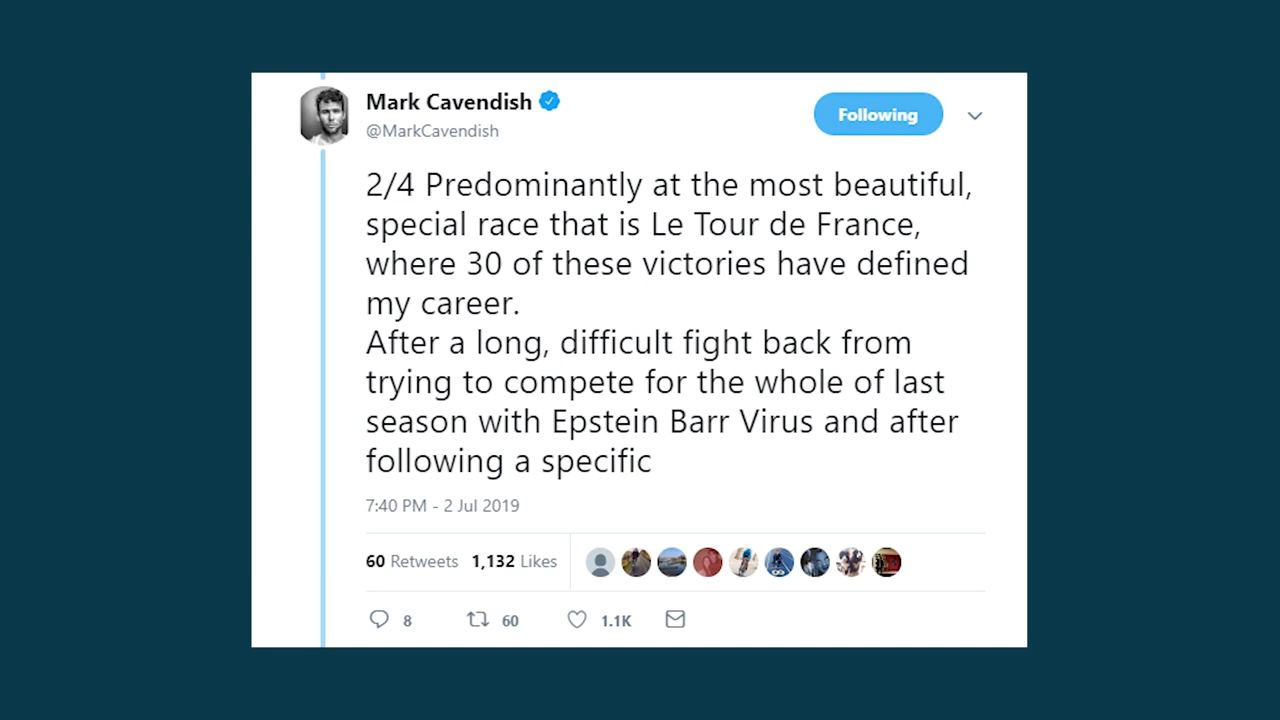 Mark Cavendish
@MarkCavendish
Following
2/4 Predominantly at the most beautiful,
special race that is Le Tour de France,
where 30 of these victories have defined
my career.
After a long, difficult fight back from
trying to compete for the whole of last
season with Epstein Barr Virus and after
following a specific
7:40 PM - 2 Jul 2019
60 Retweets 1,132 Likes
8 60 1.1K